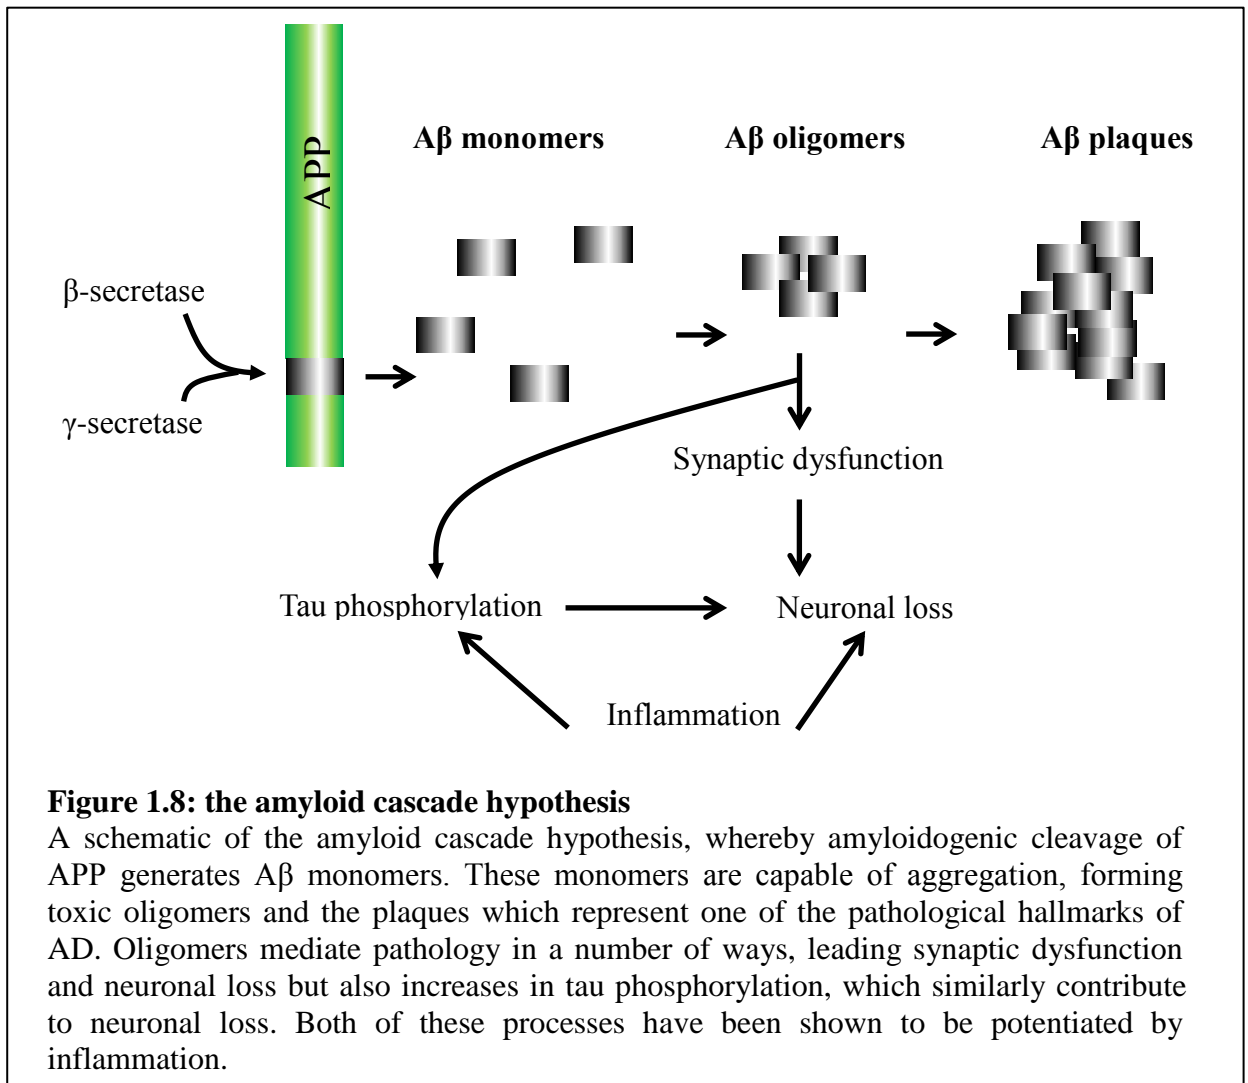 APP
Aβ monomers
Aβ oligomers
Aβ plaques
β-secretase
γ-secretase
Synaptic dysfunction
Tau phosphorylation
Neuronal loss
Inflammation
Figure 1.8: the amyloid cascade hypothesis
A schematic of the amyloid cascade hypothesis, whereby amyloidogenic cleavage of
APP generates Aβ monomers. These monomers are capable of aggregation, forming
toxic oligomers and the plaques which represent one of the pathological hallmarks of
AD. Oligomers mediate pathology in a number of ways, leading synaptic dysfunction
and neuronal loss but also increases in tau phosphorylation, which similarly contribute
to neuronal loss. Both of these processes have been shown to be potentiated by
inflammation.